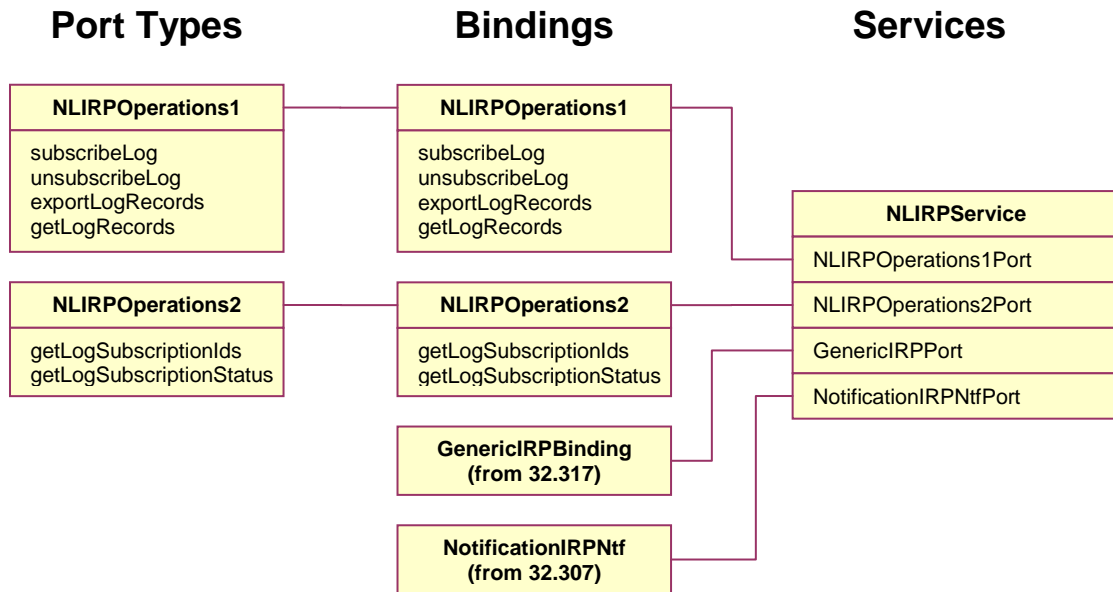 Port Types
Bindings
Services
NLIRPOperations1
subscribeLog
unsubscribeLog
exportLogRecords
getLogRecords
NLIRPOperations2
getLogSubscriptionIds
getLogSubscriptionStatus
NLIRPOperations1
subscribeLog
unsubscribeLog
exportLogRecords
getLogRecords
NLIRPOperations2
getLogSubscriptionIds
getLogSubscriptionStatus
GenericIRPBinding
(from 32.317)
NotificationIRPNtf
(from 32.307)
NLIRPService
NLIRPOperations1Port
NLIRPOperations2Port
GenericIRPPort
NotificationIRPNtfPort